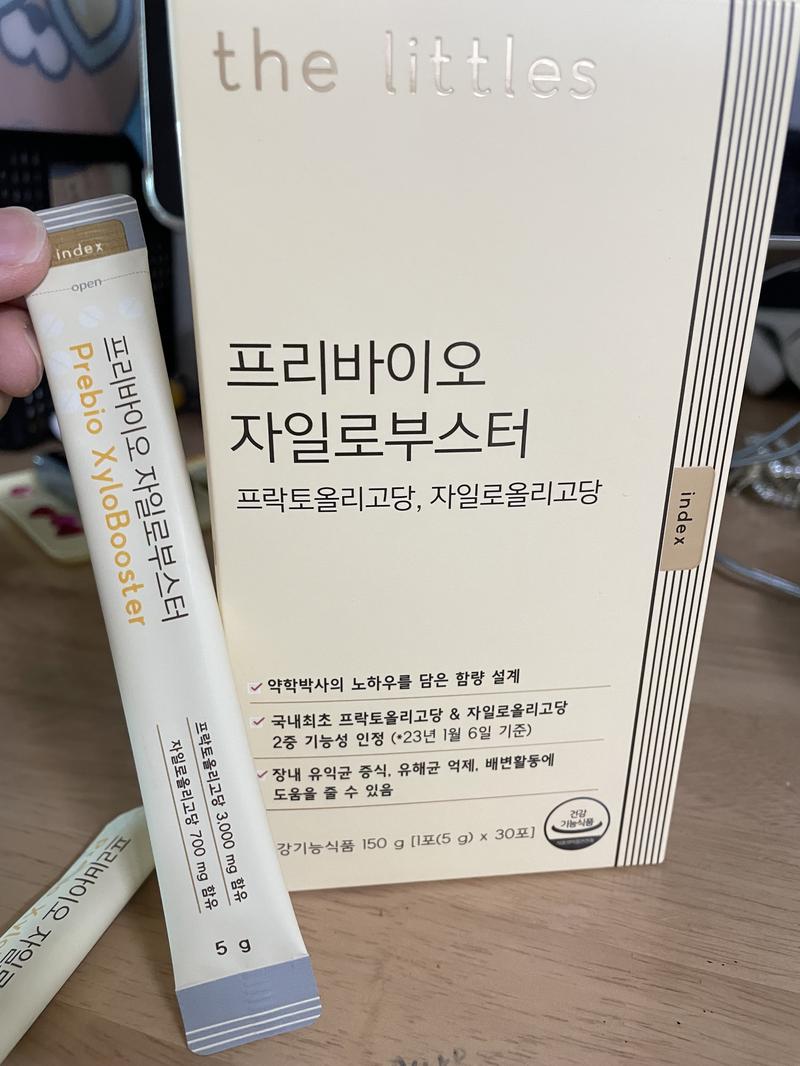 the littles
프리바이오
자일로부스터
프락토올리고당, 자일로올리고당
index
약학박사의 노하우를 담은 함량 설계
국내최초 프락토올리고당 & 자일로올리고당
2중 기능성 인정 (*23년 1월 6일 기준)
장내 유익균 증식, 유해균 억제, 배변활동에
도움을 줄 수 있음
강기능식품 150 g [1포(5 g) x 30포]
건강
기능식품
index
open
프리바이오 자일로부스터
Prebio XyloBooster
프락토올리고당 3,000 mg 함유
자일로올리고당 700 mg 함유
5 g
프리바이오 자일로